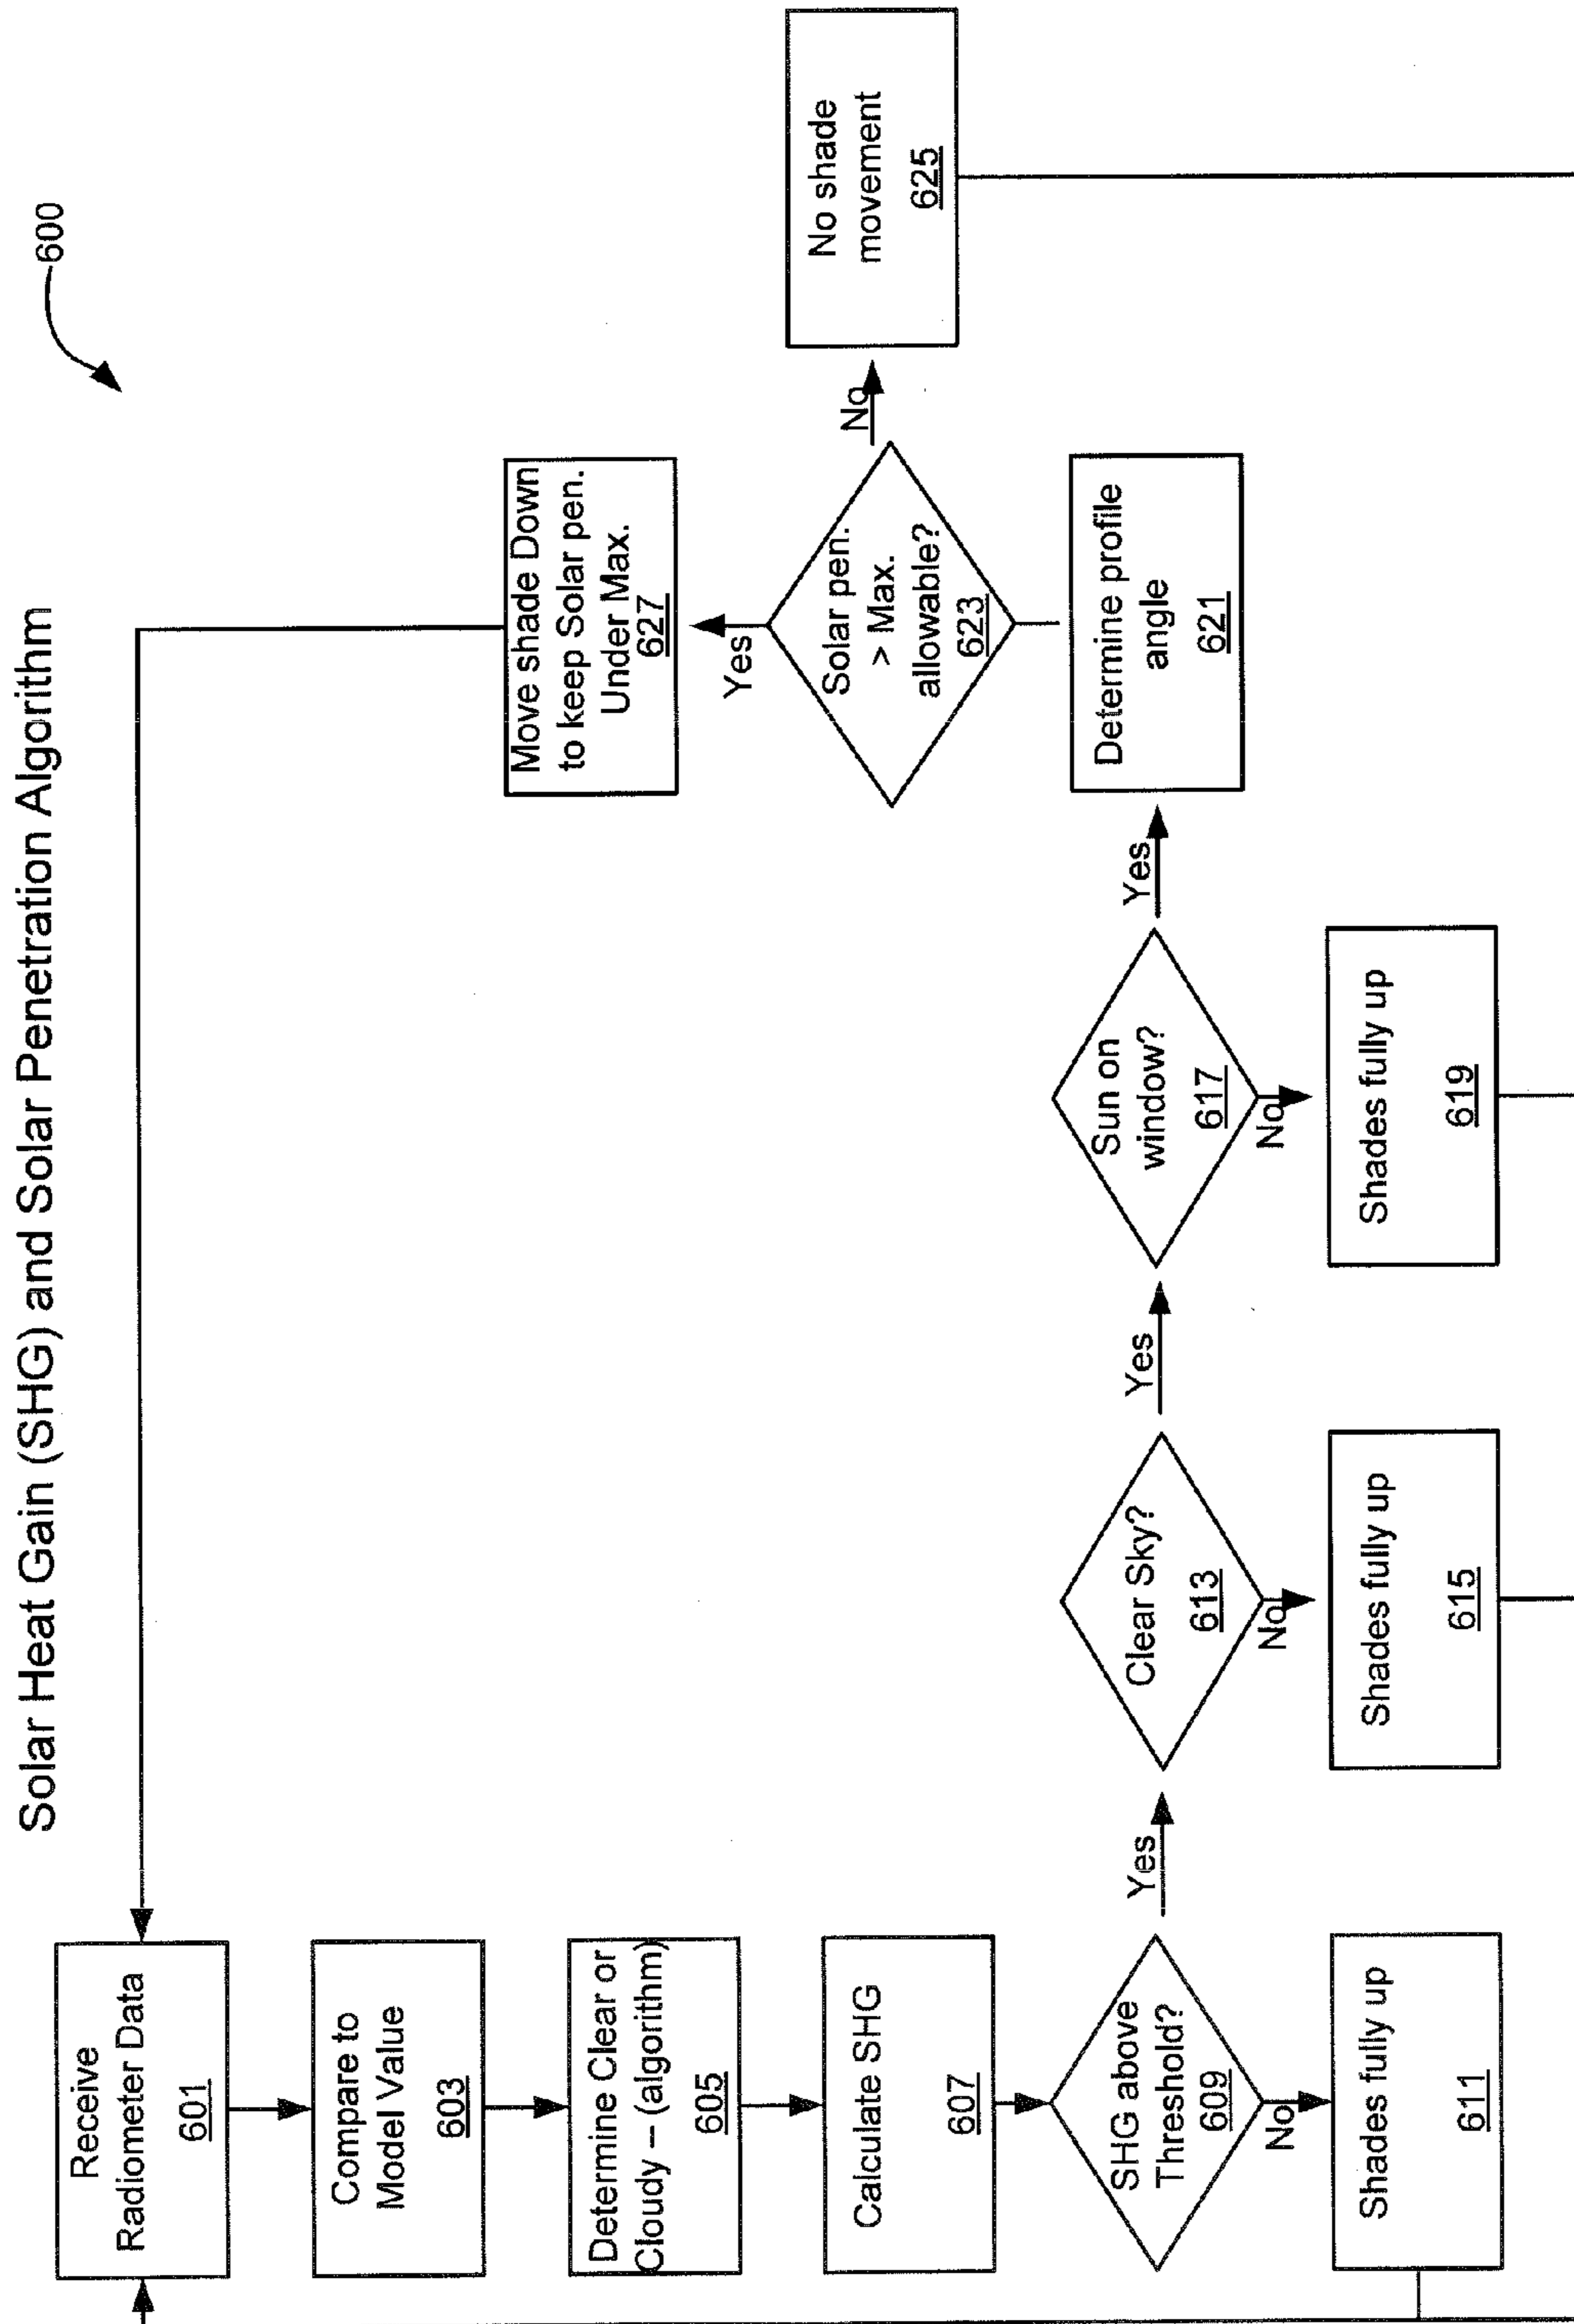 Solar Heat Gain (SHG) and Solar Penetration Algorithm
600
Receive
Radiometer Data
601
Compare to
Model Value
603
Determine Clear or
Cloudy – (algorithm)
605
Calculate SHG
607
SHG above
Threshold?
609
No
Shades fully up
611
Yes
Clear Sky?
613
No
Shades fully up
615
Yes
Sun on
window?
617
No
Shades fully up
619
Yes
Determine profile
angle
621
Solar pen.
> Max.
allowable?
623
Yes
Move shade Down
to keep Solar pen.
Under Max.
627
No
No shade
movement
625